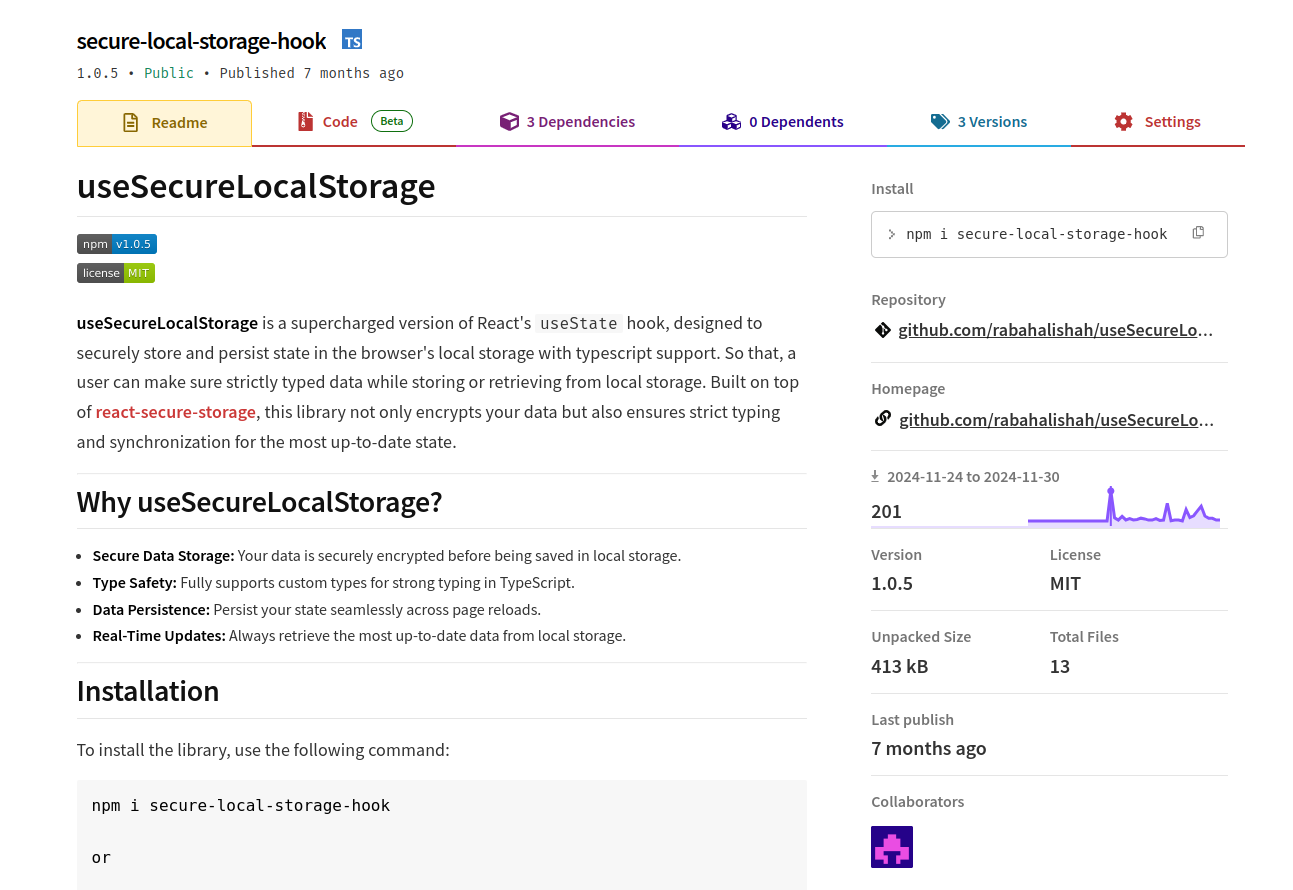 secure-local-storage-hook TS
1.0.5 • Public • Published 7 months ago
Readme
Code Beta
3 Dependencies
0 Dependents
3 Versions
Settings
useSecureLocalStorage
npm v1.0.5
license MIT
useSecureLocalStorage is a supercharged version of React's useState hook, designed to
securely store and persist state in the browser's local storage with typescript support. So that, a
user can make sure strictly typed data while storing or retrieving from local storage. Built on top
of react-secure-storage, this library not only encrypts your data but also ensures strict typing
and synchronization for the most up-to-date state.
Why useSecureLocalStorage?
• Secure Data Storage: Your data is securely encrypted before being saved in local storage.
• Type Safety: Fully supports custom types for strong typing in TypeScript.
• Data Persistence: Persist your state seamlessly across page reloads.
• Real-Time Updates: Always retrieve the most up-to-date data from local storage.
Installation
To install the library, use the following command:
npm i secure-local-storage-hook
or
Install
> npm i secure-local-storage-hook
Repository
github.com/rabahalishah/useSecureLo...
Homepage
github.com/rabahalishah/useSecureLo...
2024-11-24 to 2024-11-30
201
Version
1.0.5
License
MIT
Unpacked Size
413 kB
Total Files
13
Last publish
7 months ago
Collaborators